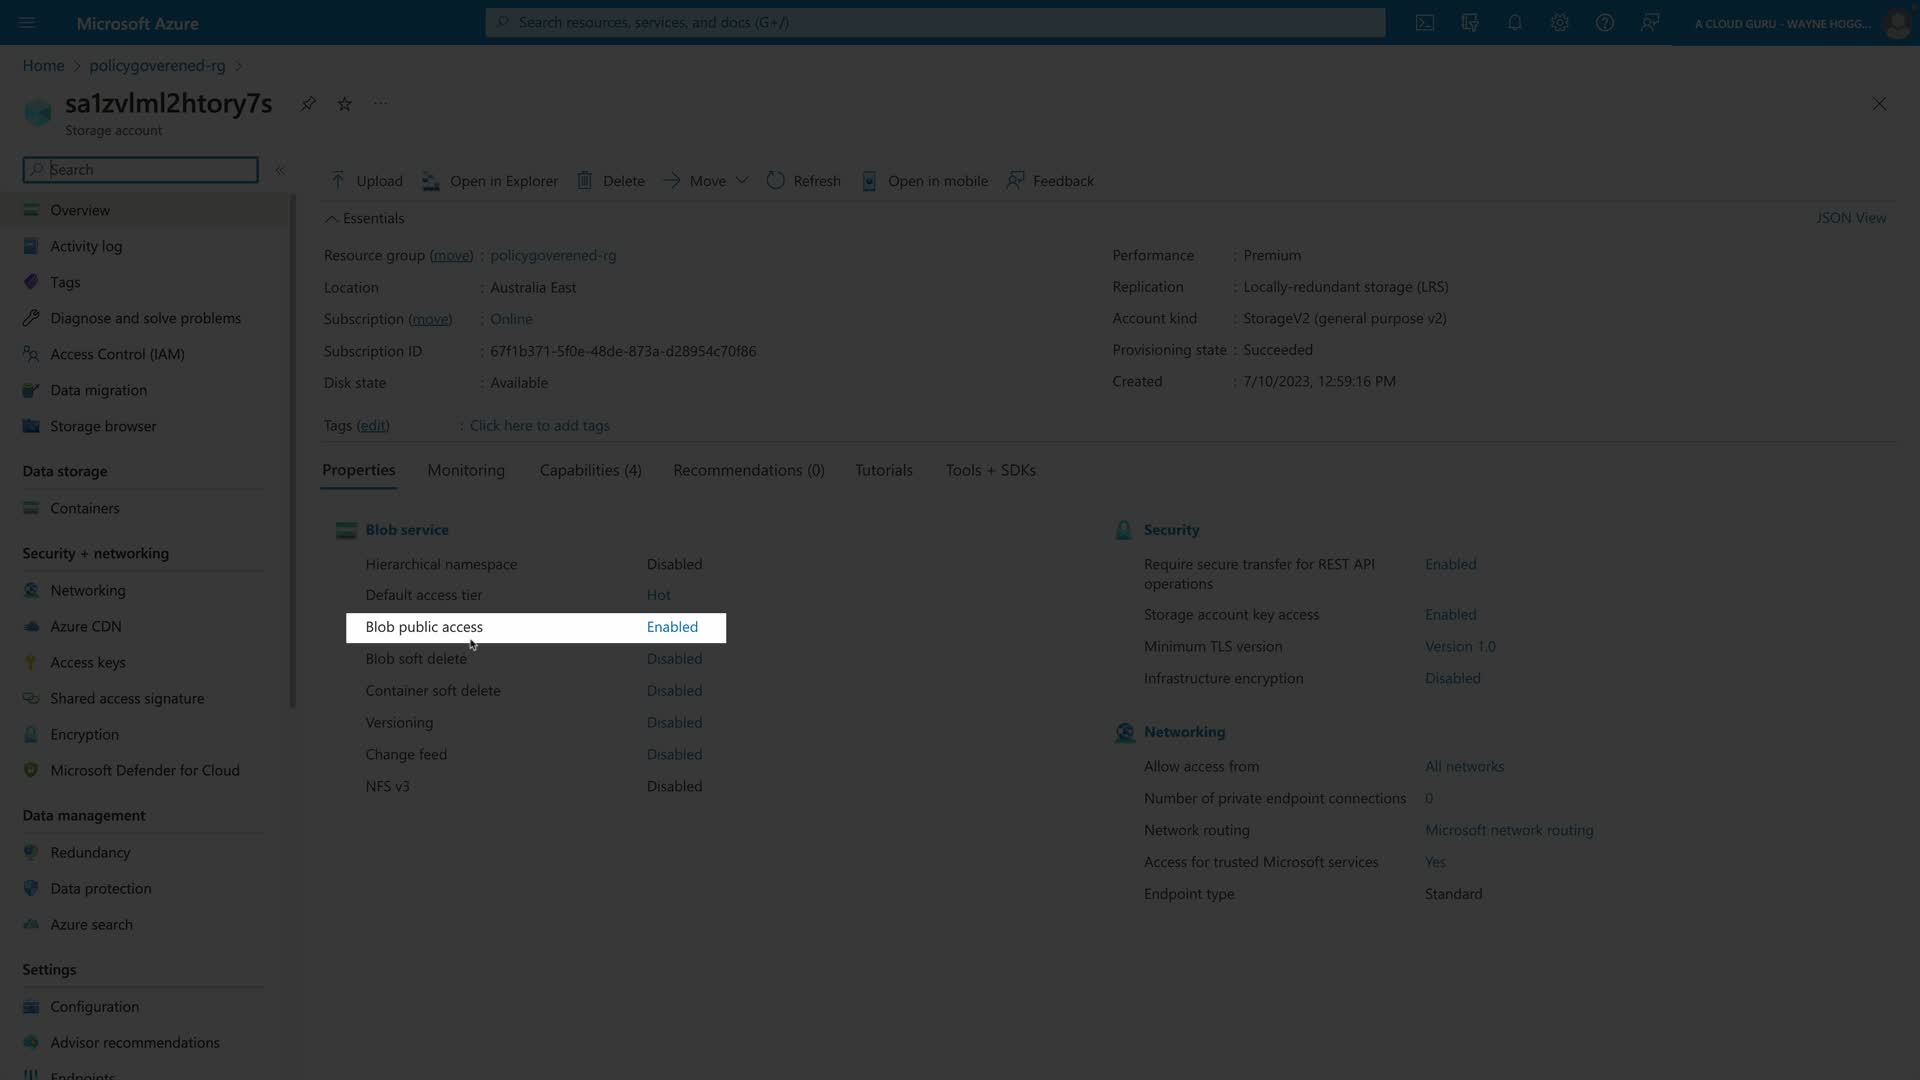 Microsoft Azure
Search resources, services, and docs (G+/)
A CLOUD GURU - WAYNE HOGG...
Home > policygoverened-rg >
sa1zvlml2htory7s
Storage account
Search
Overview
Activity log
Tags
Diagnose and solve problems
Access Control (IAM)
Data migration
Storage browser
Data storage
Containers
Security + networking
Networking
Azure CDN
Access keys
Shared access signature
Encryption
Microsoft Defender for Cloud
Data management
Redundancy
Data protection
Azure search
Settings
Configuration
Advisor recommendations
Endpoints
Upload Open in Explorer Delete Move Refresh Open in mobile Feedback
Essentials
JSON View
Resource group (move) : policygoverened-rg
Location : Australia East
Subscription (move) : Online
Subscription ID : 67f1b371-5f0e-48de-873a-d28954c70f86
Disk state : Available
Performance : Premium
Replication : Locally-redundant storage (LRS)
Account kind : StorageV2 (general purpose v2)
Provisioning state : Succeeded
Created : 7/10/2023, 12:59:16 PM
Tags (edit) : Click here to add tags
Properties Monitoring Capabilities (4) Recommendations (0) Tutorials Tools + SDKs
Blob service
Hierarchical namespace Disabled
Default access tier Hot
Blob public access Enabled
Blob soft delete Disabled
Container soft delete Disabled
Versioning Disabled
Change feed Disabled
NFS v3 Disabled
Security
Require secure transfer for REST API Enabled
operations
Storage account key access Enabled
Minimum TLS version Version 1.0
Infrastructure encryption Disabled
Networking
Allow access from All networks
Number of private endpoint connections 0
Network routing Microsoft network routing
Access for trusted Microsoft services Yes
Endpoint type Standard